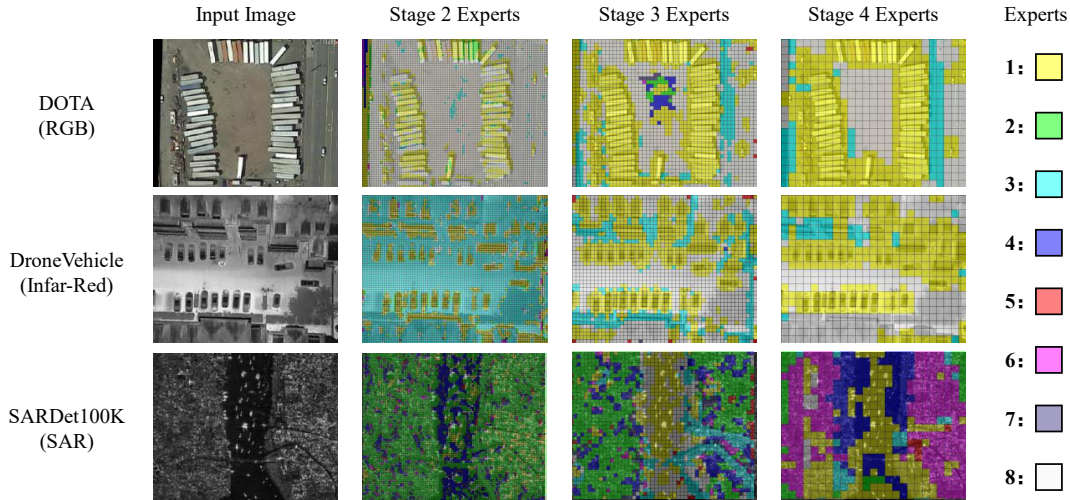 Input Image
Stage 2 Experts
Stage 3 Experts
Stage 4 Experts
Experts
DOTA
(RGB)
DroneVehicle
(Infar-Red)
SARDet100K
(SAR)
1:
2:
3:
4:
5:
6:
7:
8: